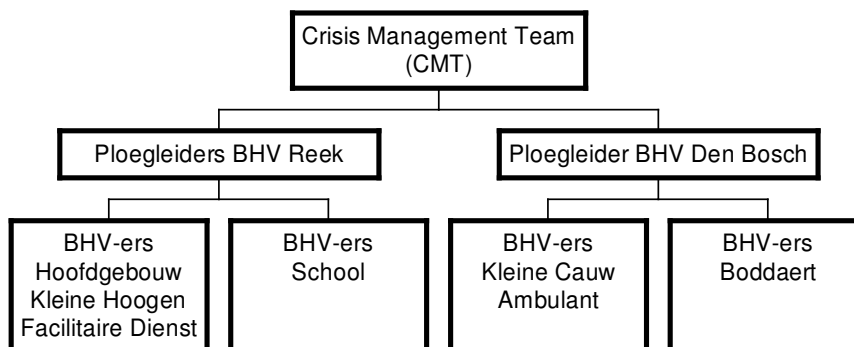 Crisis Management Team
(CMT)
Ploegleiders BHV Reek
Ploegleider BHV Den Bosch
BHV-ers
Hoofdgebouw
Kleine Hoogen
Facilitaire Dienst
BHV-ers
School
BHV-ers
Kleine Cauw
Ambulant
BHV-ers
Boddaert